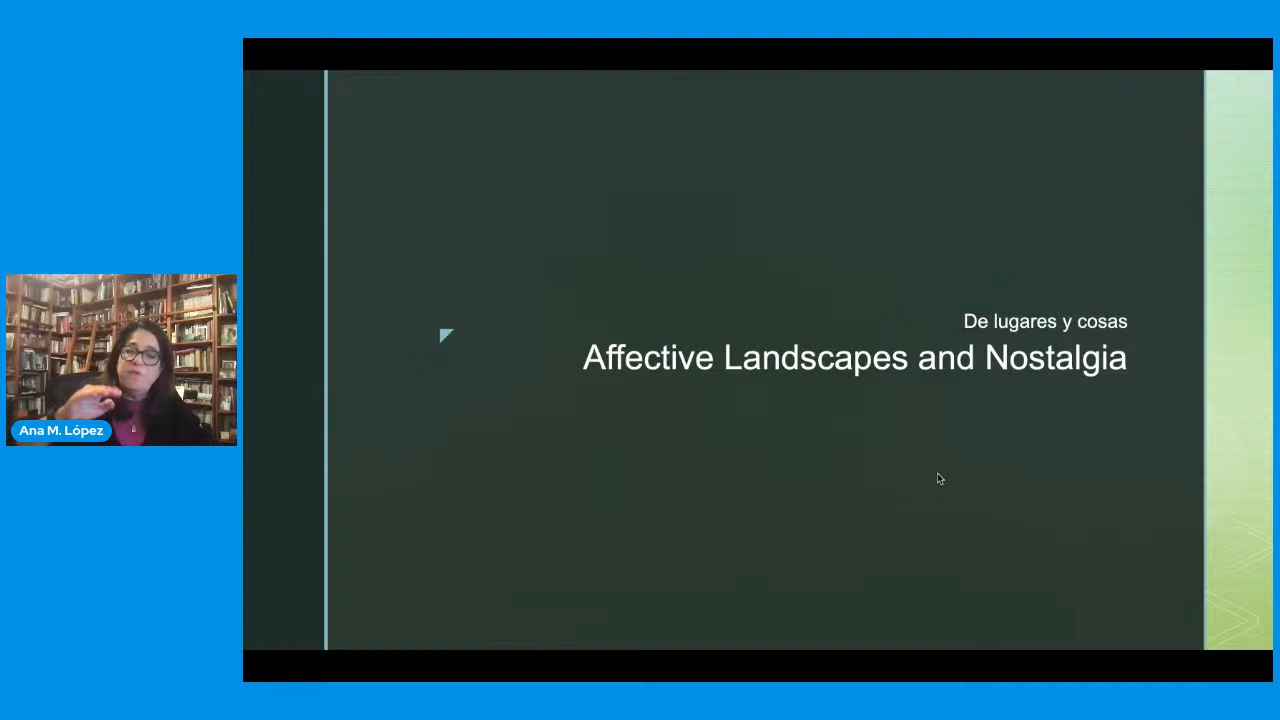 De lugares y cosas
Affective Landscapes and Nostalgia
Ana M. López